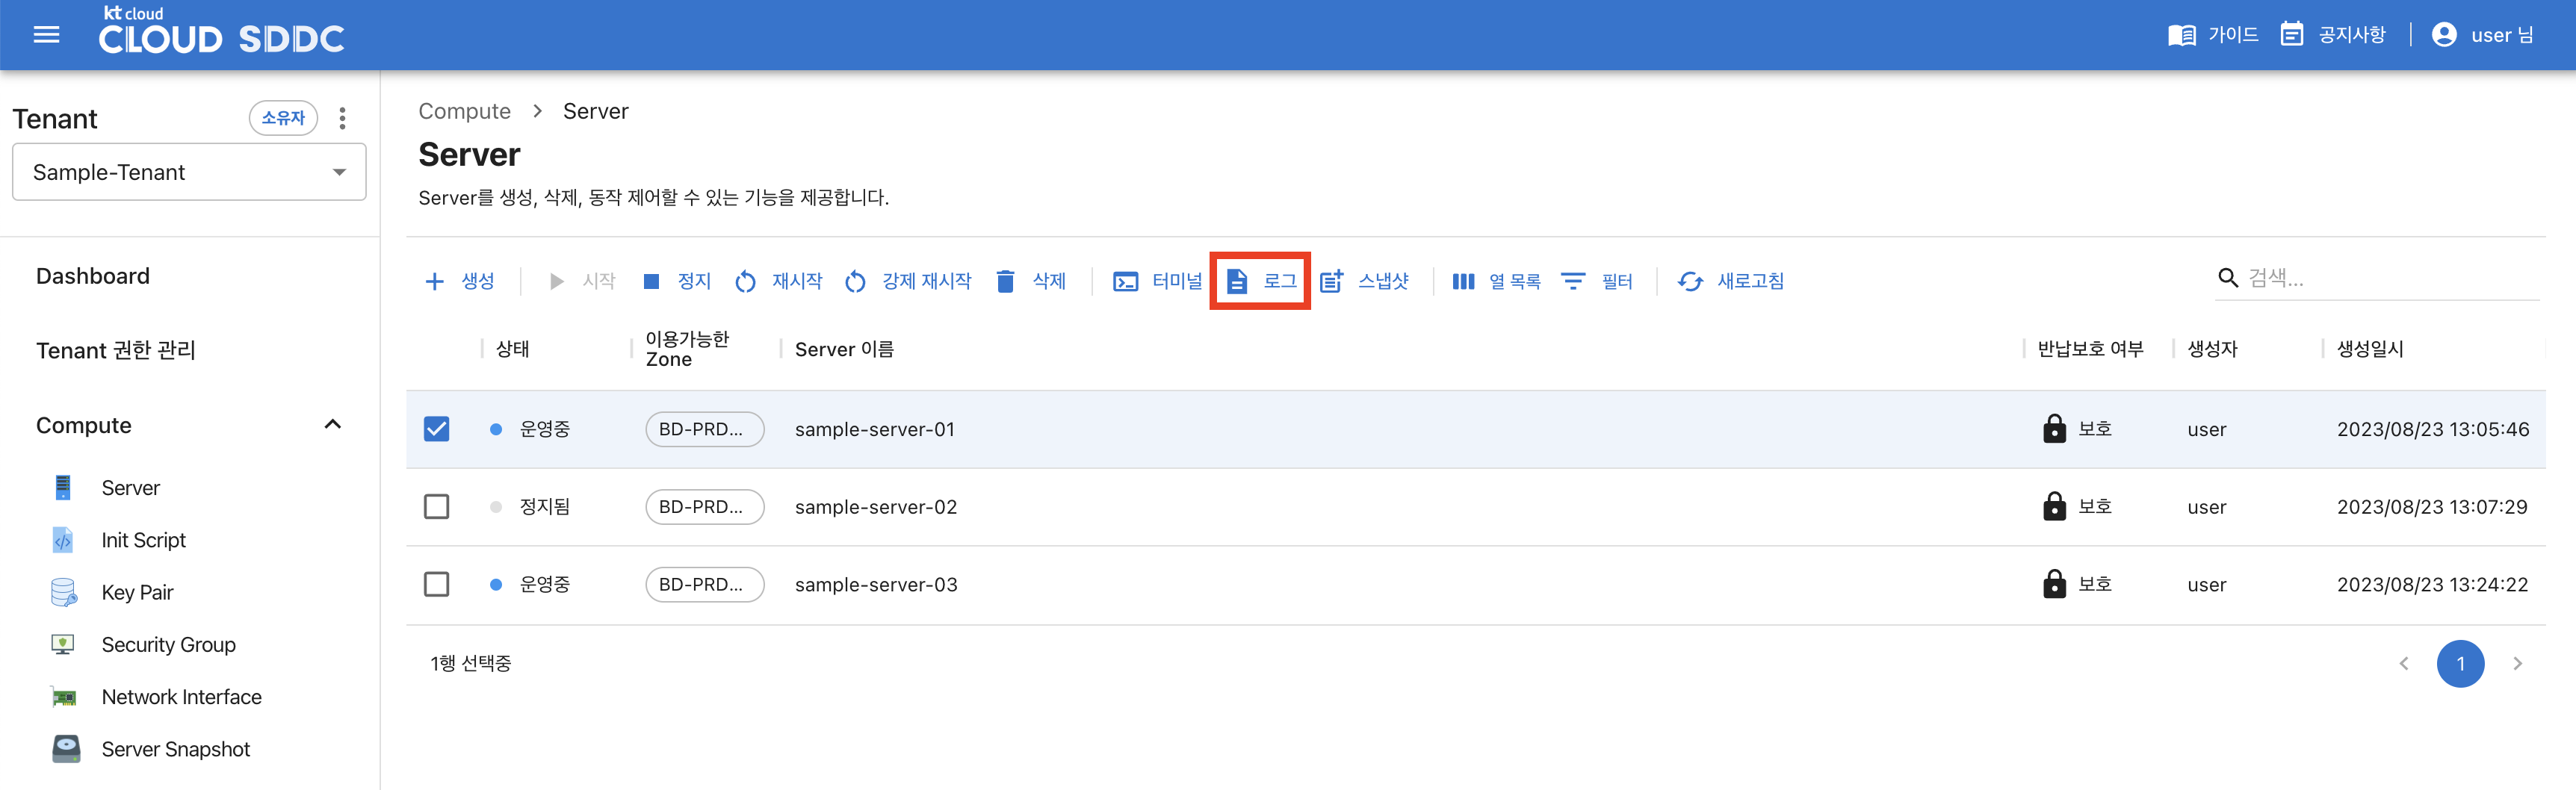 kt cloud
CLOUD SDDC
가이드
공지사항
user 님
Tenant
소유자
Sample-Tenant
Dashboard
Tenant 권한 관리
Compute
Server
Init Script
Key Pair
Security Group
Network Interface
Server Snapshot
Compute > Server
Server
Server를 생성, 삭제, 동작 제어할 수 있는 기능을 제공합니다.
생성 시작 정지 재시작 강제 재시작 삭제 터미널 로그 스냅샷 열 목록 필터 새로고침
검색...
상태 이용가능한 Zone Server 이름 반납보호 여부 생성자 생성일시
운영중 BD-PRD... sample-server-01 보호 user 2023/08/23 13:05:46
정지됨 BD-PRD... sample-server-02 보호 user 2023/08/23 13:07:29
운영중 BD-PRD... sample-server-03 보호 user 2023/08/23 13:24:22
1행 선택중
1